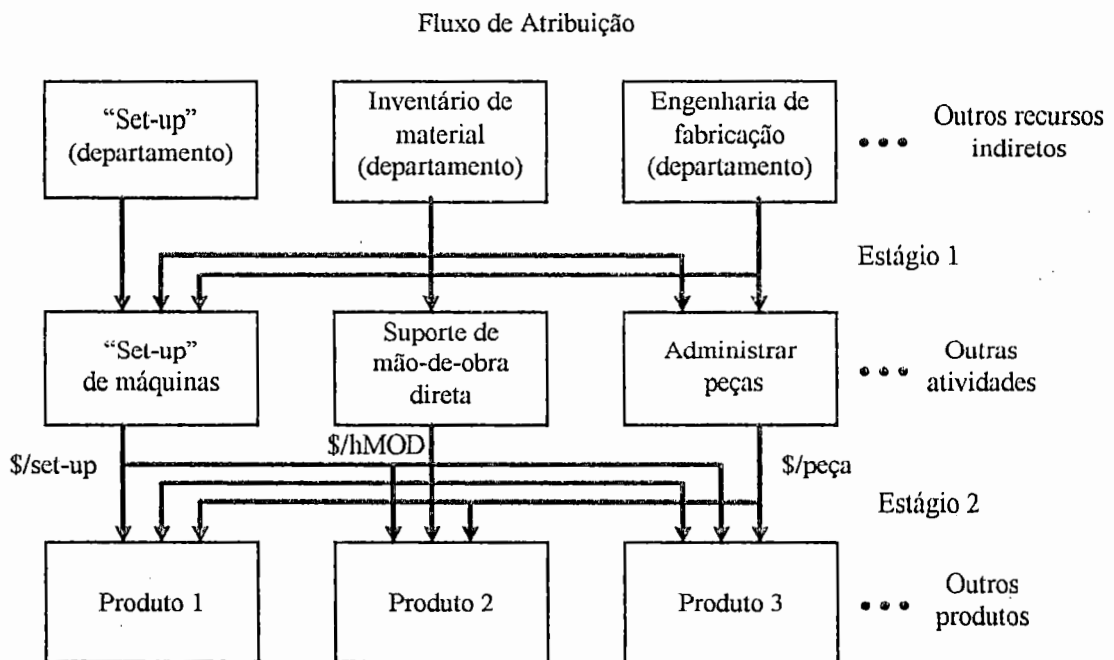 Fluxo de Atribuição
“Set-up”
(departamento)
Inventário de
material
(departamento)
Engenharia de
fabricação
(departamento)
Outros recursos
indiretos
Estágio 1
“Set-up”
de máquinas
Suporte de
mão-de-obra
direta
Administrar
peças
Outras
atividades
$/set-up
$/hMOD
$/peça
Estágio 2
Produto 1
Produto 2
Produto 3
Outros
produtos